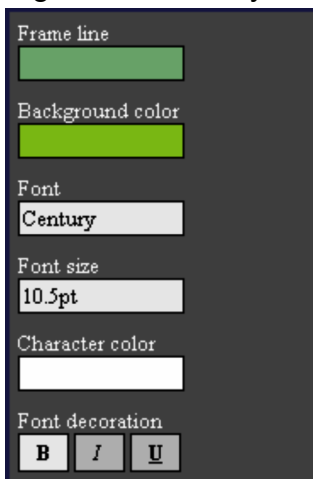 Frame line
Background color
Font
Century
Font size
10.5pt
Character color
Font decoration
B I U